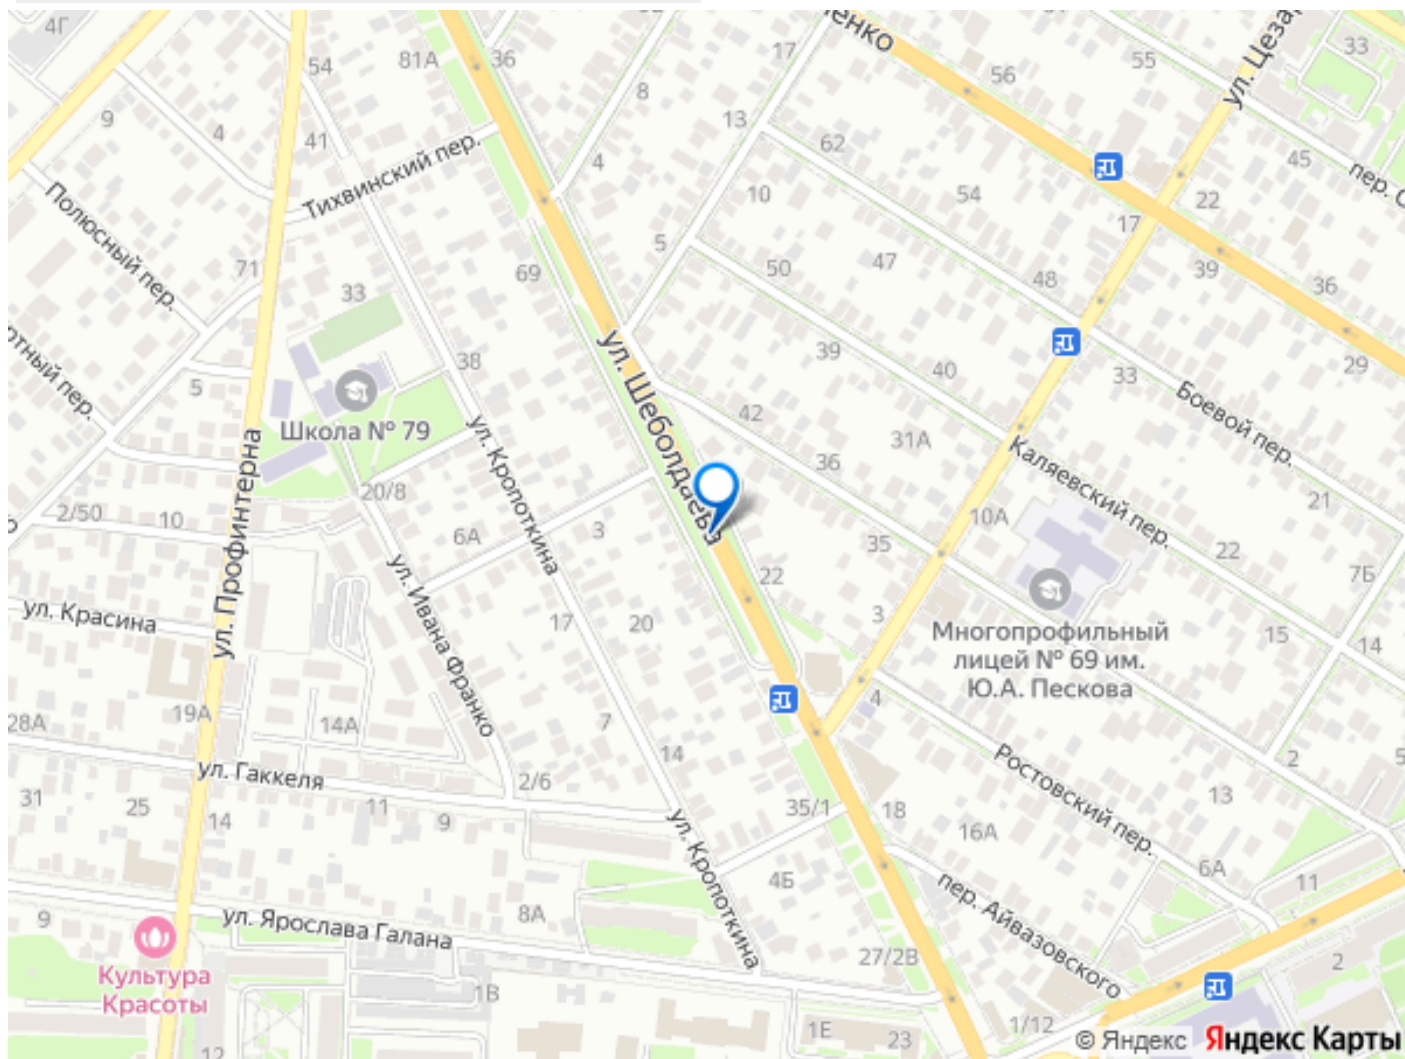 4Г
81А
36
54
9
4
41
8
17
13
4
62
56
55
33
ул. Цеза
енко
Тихвинский пер.
Полюсный пер.
10
54
45
пер. С
22
17
5
71
69
33
50
47
48
39
36
29
отный пер.
5
38
ул. Шеболдаева
39
40
33
Боевой пер.
Школа № 79
ул. Кропоткина
42
31А
36
Каляевский пер.
21
ул. Профинтерна
20/8
2/50
10
6А
3
10А
35
22
7Б
ул. Ивана Франко
22
ул. Красина
17
20
3
Многопрофильный
лицей № 69 им.
Ю.А. Пескова
15
14
4
19А
28А
14А
7
14
Ростовский пер.
2
5
ул. Гаккеля
2/6
31
25
14
11
9
ул. Кропоткина
35/1
18
16А
13
4Б
6А
11
пер. Айвазовского
9
ул. Ярослава Галана
8А
27/2В
2
Культура
Красоты
1В
12
1Е
23
1/12
© Яндекс Яндекс Карты